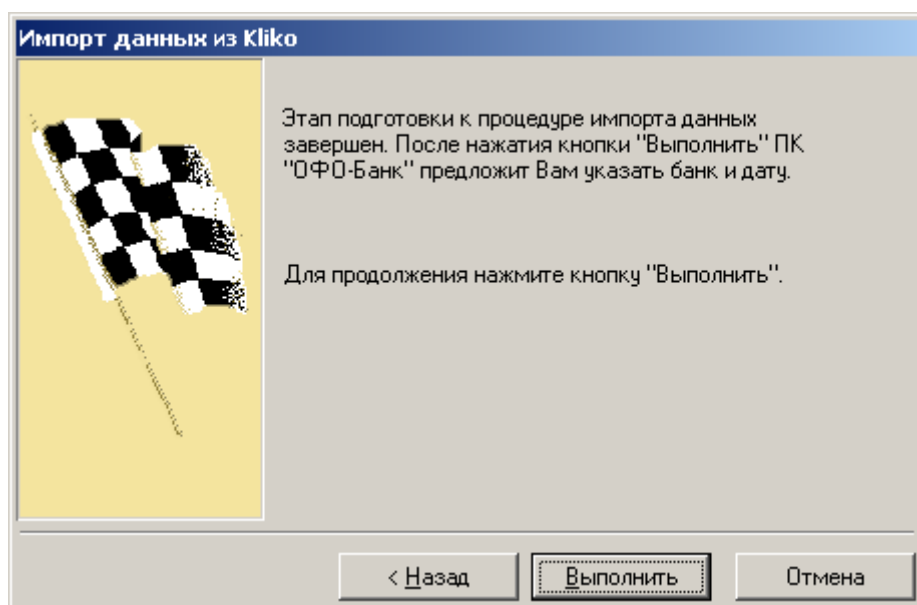 Импорт данных из Kliko
Этап подготовки к процедуре импорта данных
завершен. После нажатия кнопки "Выполнить" ПК
"ОФО-Банк" предложит Вам указать банк и дату.
Для продолжения нажмите кнопку "Выполнить".
< Назад
Выполнить
Отмена